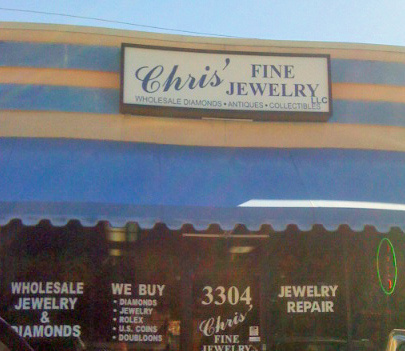 Chris' FINE
JEWELRY LLC
WHOLESALE DIAMONDS • ANTIQUES • COLLECTIBLES
WHOLESALE
JEWELRY
&
DIAMONDS
WE BUY
• DIAMONDS
• JEWELRY
• ROLEX
• U.S. COINS
• DOUBLOONS
3304
Chris'
FINE
JEWELRY
JEWELRY
REPAIR